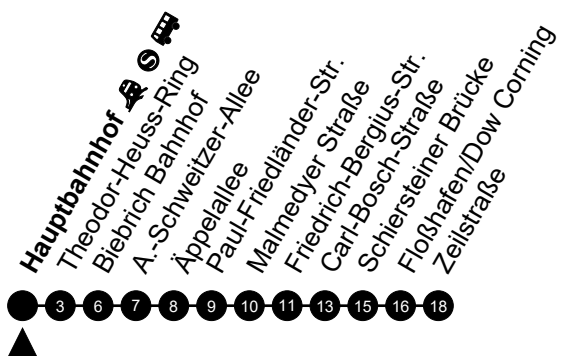 Hauptbahnhof
Theodor-Heuss-Ring
Biebrich Bahnhof
A.-Schweitzer-Allee
Äppelallee
Paul-Friedländer-Str.
Malmedyer Straße
Friedrich-Bergius-Str.
Carl-Bosch-Straße
Schiersteiner Brücke
Floßhafen/Dow Corning
Zeilstraße
3 6 7 8 9 10 11 13 15 16 18